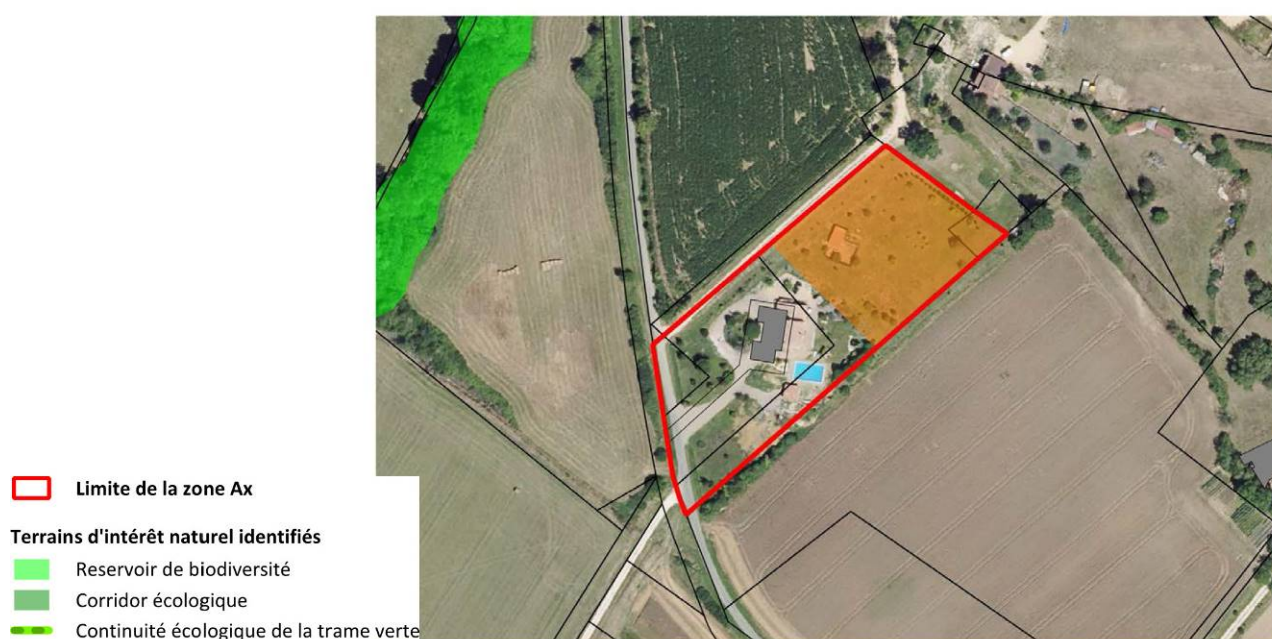 Limite de la zone Ax
Terrains d'intérêt naturel identifiés
Reservoir de biodiversité
Corridor écologique
Continuité écologique de la trame verte